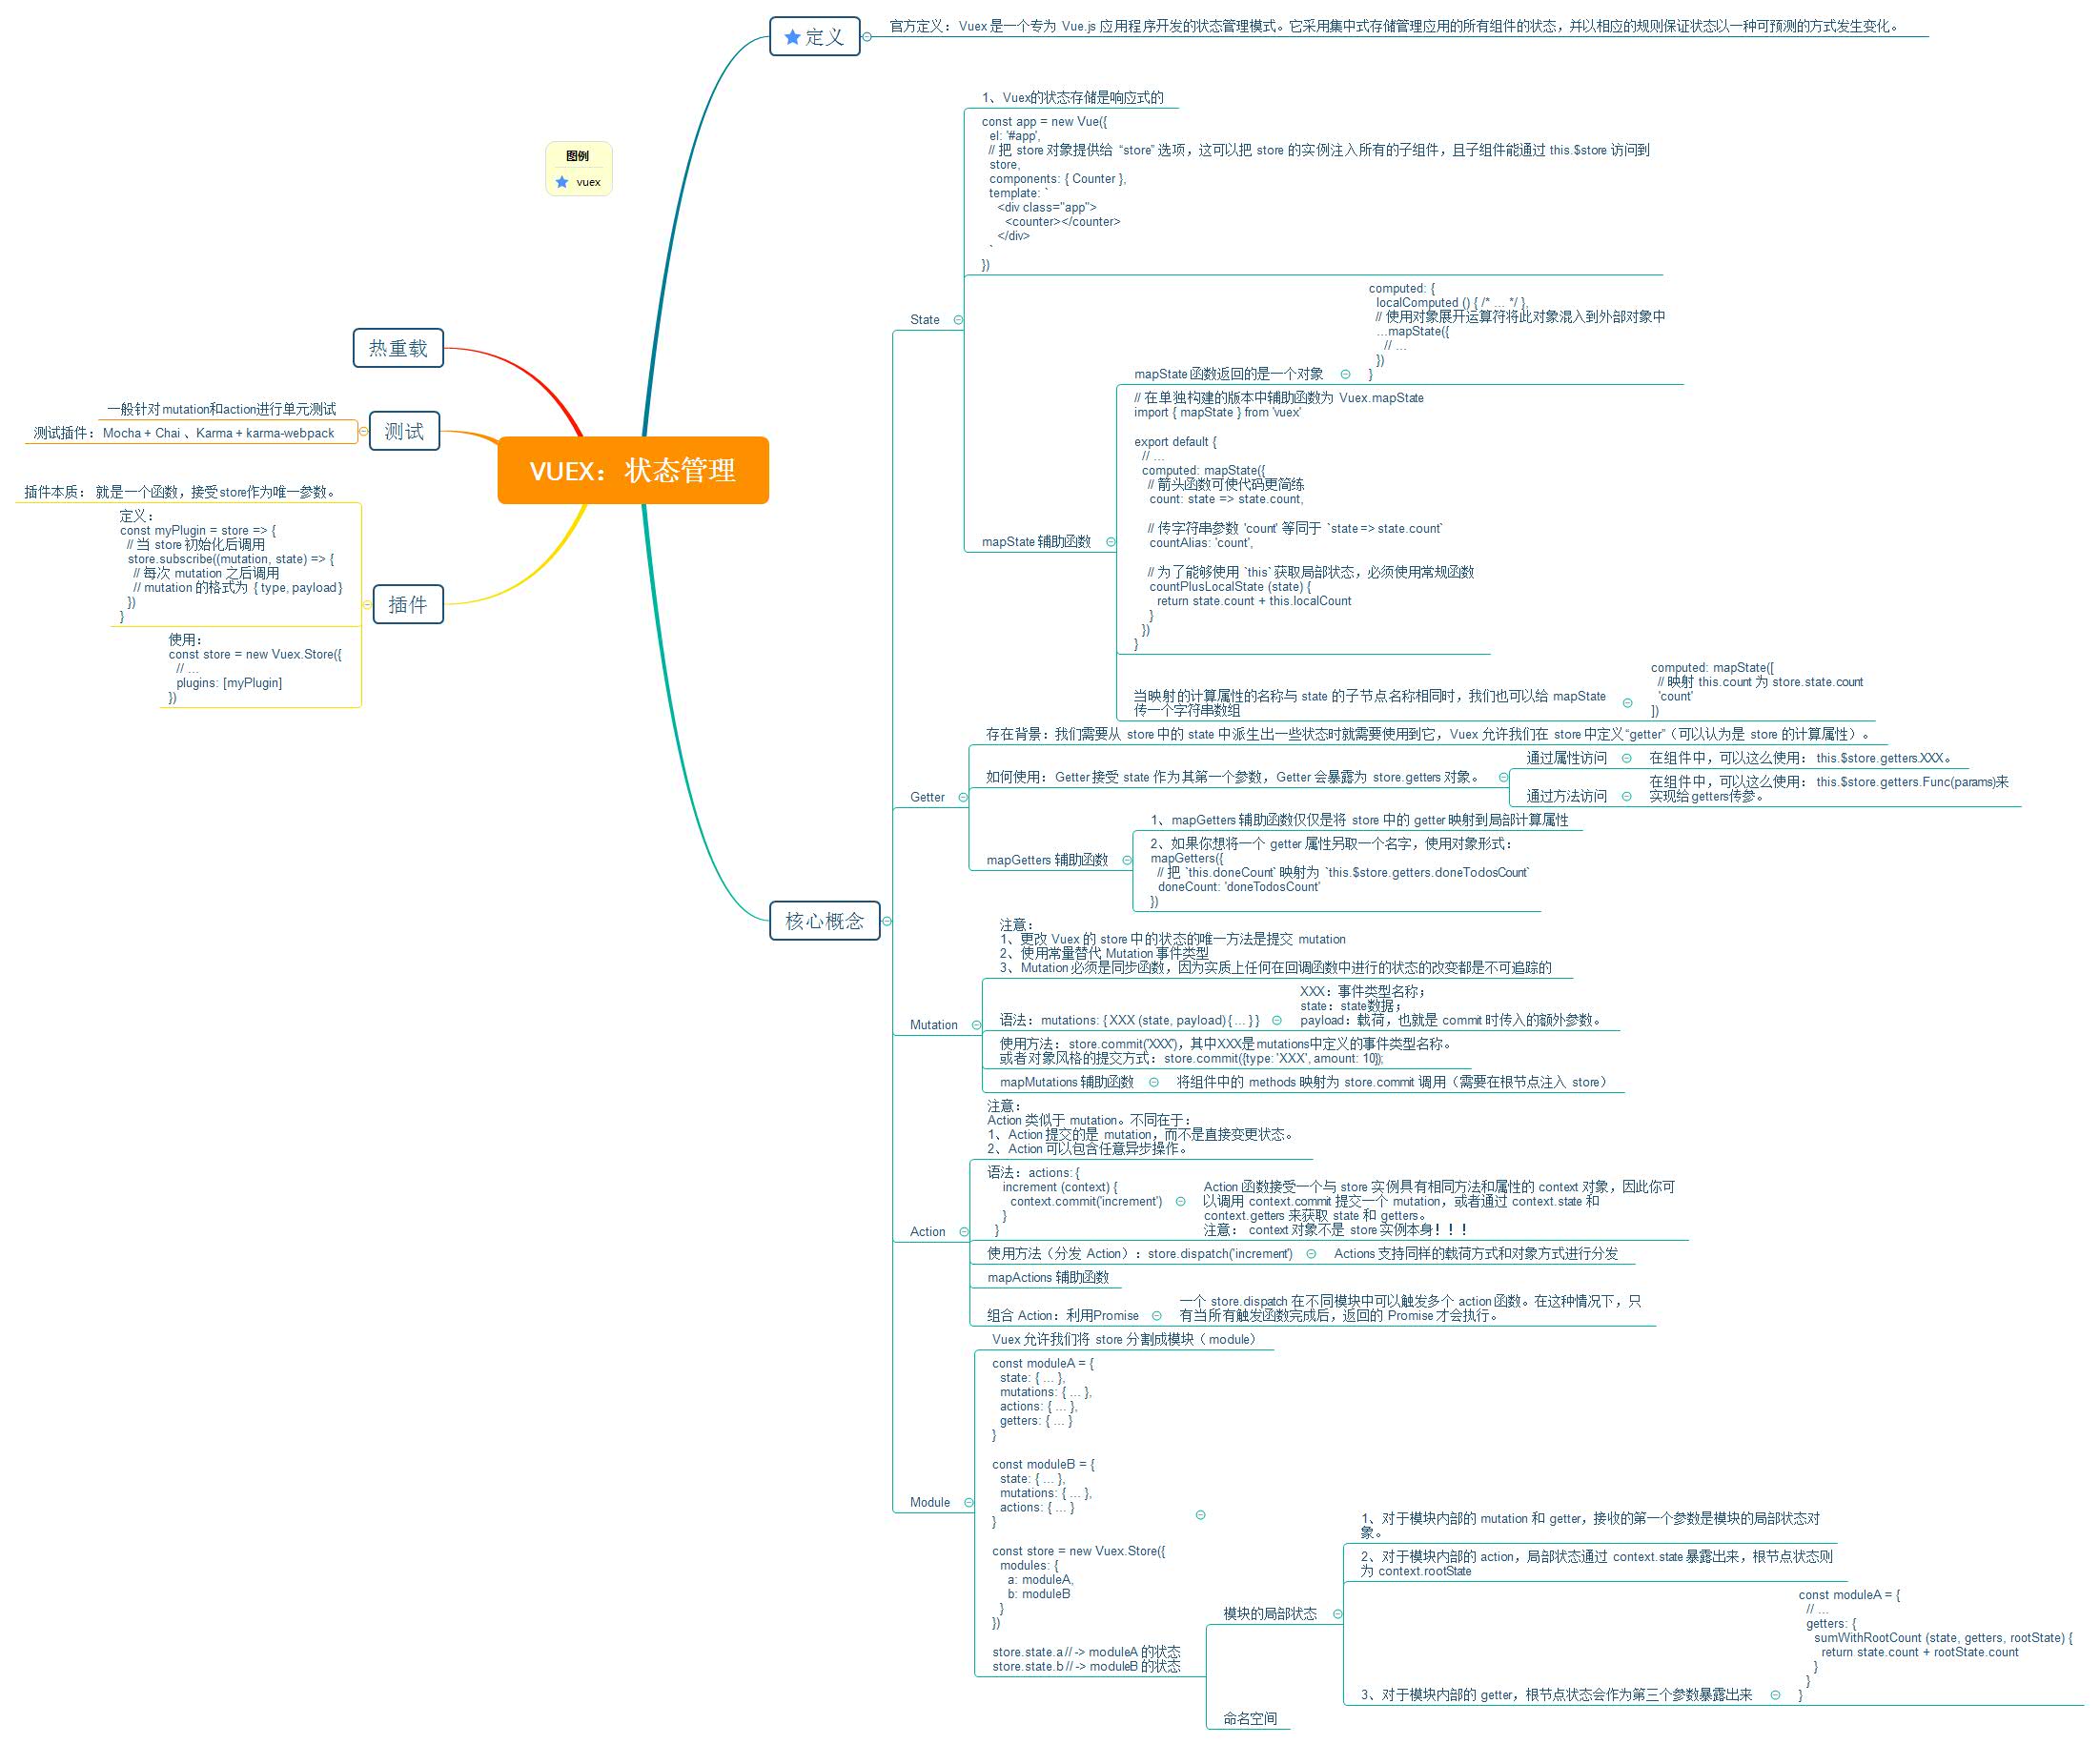 定义
官方定义：Vuex 是一个专为 Vue.js 应用程序开发的状态管理模式。它采用集中式存储管理应用的所有组件的状态，并以相应的规则保证状态以一种可预测的方式发生变化。
图例
vuex
VUEX：状态管理
热重载
测试
一般针对mutation和action进行单元测试
测试插件：Mocha + Chai 、Karma + karma-webpack
插件
插件本质： 就是一个函数，接受store作为唯一参数。
定义：
const myPlugin = store => {
// 当 store 初始化后调用
store.subscribe((mutation, state) => {
// 每次 mutation 之后调用
// mutation 的格式为 { type, payload }
})
}
使用：
const store = new Vuex.Store({
// ...
plugins: [myPlugin]
})
核心概念
State
1、Vuex的状态存储是响应式的
const app = new Vue({
el: '#app',
// 把 store 对象提供给 “store” 选项，这可以把 store 的实例注入所有的子组件，且子组件能通过 this.$store 访问到
store,
components: { Counter },
template: `
<div class="app">
<counter></counter>
</div>
`
})
mapState 辅助函数
mapState 函数返回的是一个对象
computed: {
localComputed () { /* ... */ },
// 使用对象展开运算符将此对象混入到外部对象中
...mapState({
// ...
})
}
// 在单独构建的版本中辅助函数为 Vuex.mapState
import { mapState } from 'vuex'
export default {
// ...
computed: mapState({
// 箭头函数可使代码更简练
count: state => state.count,
// 传字符串参数 'count' 等同于 `state => state.count`
countAlias: 'count',
// 为了能够使用 `this` 获取局部状态，必须使用常规函数
countPlusLocalState (state) {
return state.count + this.localCount
}
})
}
当映射的计算属性的名称与 state 的子节点名称相同时，我们也可以给 mapState
传一个字符串数组
computed: mapState([
// 映射 this.count 为 store.state.count
'count'
])
Getter
存在背景：我们需要从 store 中的 state 中派生出一些状态时就需要使用到它，Vuex 允许我们在 store 中定义“getter”（可以认为是 store 的计算属性）。
如何使用：Getter 接受 state 作为其第一个参数，Getter 会暴露为 store.getters 对象。
通过属性访问
在组件中，可以这么使用： this.$store.getters.XXX。
通过方法访问
在组件中，可以这么使用： this.$store.getters.Func(params)来
实现给getters传参。
mapGetters 辅助函数
1、mapGetters 辅助函数仅仅是将 store 中的 getter 映射到局部计算属性
2、如果你想将一个 getter 属性另取一个名字，使用对象形式：
mapGetters({
// 把 `this.doneCount` 映射为 `this.$store.getters.doneTodosCount`
doneCount: 'doneTodosCount'
})
Mutation
注意：
1、更改 Vuex 的 store 中的状态的唯一方法是提交 mutation
2、使用常量替代 Mutation 事件类型
3、Mutation 必须是同步函数，因为实质上任何在回调函数中进行的状态的改变都是不可追踪的
语法：mutations: { XXX (state, payload) { ... } }
XXX：事件类型名称；
state：state数据；
payload：载荷，也就是 commit 时传入的额外参数。
使用方法：store.commit('XXX')，其中XXX是mutations中定义的事件类型名称。
或者对象风格的提交方式：store.commit({type: 'XXX', amount: 10});
mapMutations 辅助函数
将组件中的 methods 映射为 store.commit 调用（需要在根节点注入 store）
Action
注意：
Action 类似于 mutation。不同在于：
1、Action 提交的是 mutation，而不是直接变更状态。
2、Action 可以包含任意异步操作。
语法：actions: {
increment (context) {
context.commit('increment')
}
}
Action 函数接受一个与 store 实例具有相同方法和属性的 context 对象，因此你可
以调用 context.commit 提交一个 mutation，或者通过 context.state 和
context.getters 来获取 state 和 getters。
注意： context 对象不是 store 实例本身！！！
使用方法（分发 Action）：store.dispatch('increment')
Actions 支持同样的载荷方式和对象方式进行分发
mapActions 辅助函数
组合 Action：利用Promise
一个 store.dispatch 在不同模块中可以触发多个 action 函数。在这种情况下，只
有当所有触发函数完成后，返回的 Promise 才会执行。
Module
Vuex 允许我们将 store 分割成模块（ module）
const moduleA = {
state: { ... },
mutations: { ... },
actions: { ... },
getters: { ... }
}
const moduleB = {
state: { ... },
mutations: { ... },
actions: { ... }
}
const store = new Vuex.Store({
modules: {
a: moduleA,
b: moduleB
}
})
store.state.a // -> moduleA 的状态
store.state.b // -> moduleB 的状态
模块的局部状态
1、对于模块内部的 mutation 和 getter，接收的第一个参数是模块的局部状态对
象。
2、对于模块内部的 action，局部状态通过 context.state 暴露出来，根节点状态则
为 context.rootState
3、对于模块内部的 getter，根节点状态会作为第三个参数暴露出来
const moduleA = {
// ...
getters: {
sumWithRootCount (state, getters, rootState) {
return state.count + rootState.count
}
}
}
命名空间